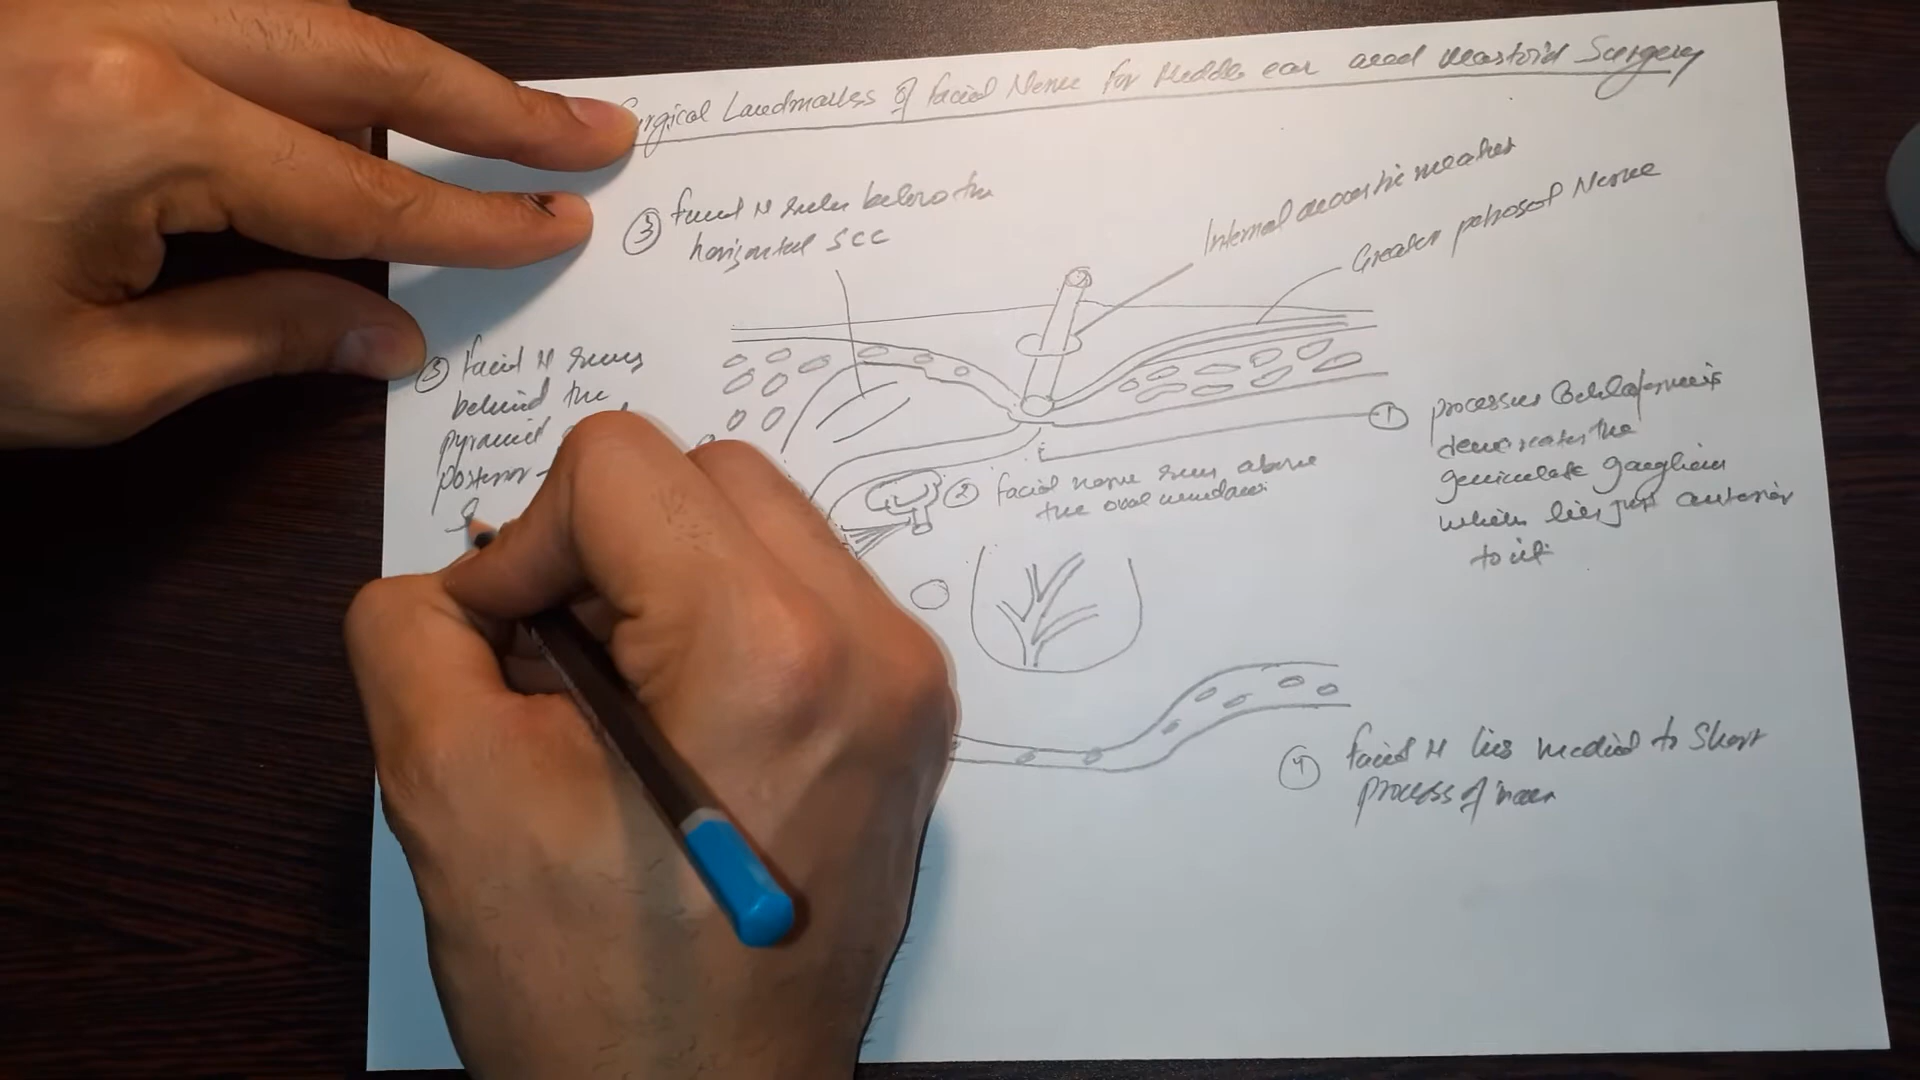 Surgical Landmarks of facial Nerve for Middle ear and Mastoid Surgery
③ facial N runs below the
horizontal SCC
Internal acoustic meatus
Greater petrosal Nerve
⑤ facial N runs
behind the
pyramid
posterior
① processus Cochleaformis
demarcates the
geniculate ganglion
which lies just anterior
to it
② facial nerve runs above
the oval window
④ facial N lies medial to Short
process of incus